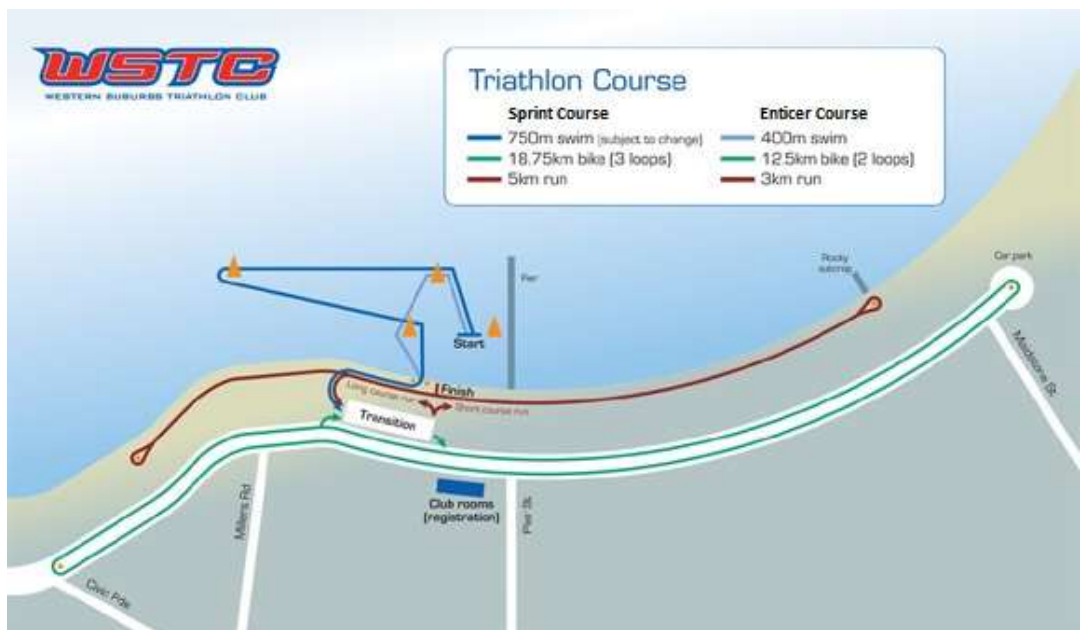 WSTC
WESTERN SUBURBS TRIATHLON CLUB
Triathlon Course
Sprint Course
750m swim (subject to change)
18.75km bike (3 loops)
5km run
Enticer Course
400m swim
12.5km bike (2 loops)
3km run
Pier
Rocky
outcrop
Car park
Start
Finish
Long course run
Short course run
Transition
Maidstone St.
Club rooms
(registration)
Millers Rd
Pier St.
Civic Pde